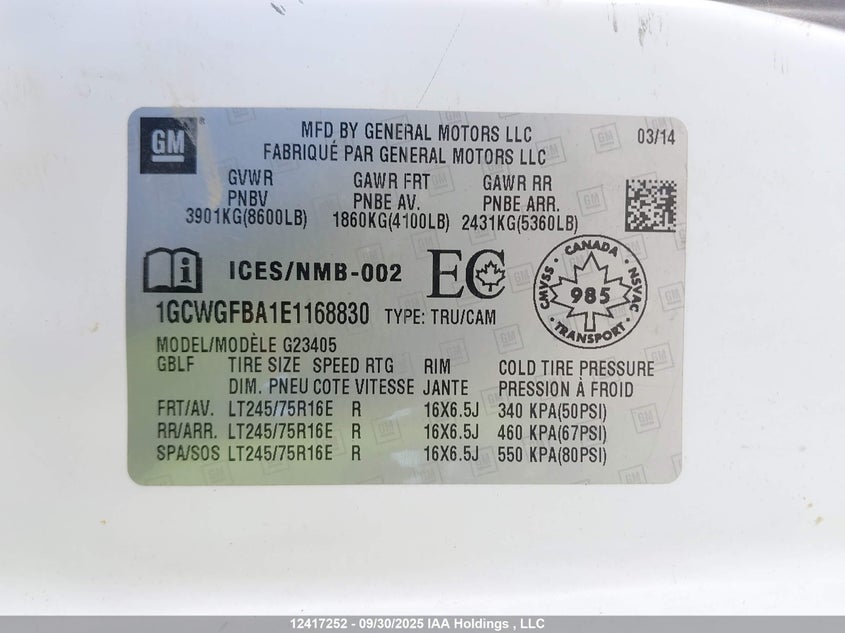 GM ®
MFD BY GENERAL MOTORS LLC 03/14
FABRIQUÉ PAR GENERAL MOTORS LLC
GVWR GAWR FRT GAWR RR
PNBV PNBE AV. PNBE ARR.
3901KG(8600LB) 1860KG(4100LB) 2431KG(5360LB)
ICES/NMB-002 EC
CANADA CMVSS NSVAC 985 TRANSPORT
1GCWGFBA1E1168830 TYPE: TRU/CAM
MODEL/MODÈLE G23405
GBLF TIRE SIZE SPEED RTG RIM COLD TIRE PRESSURE
DIM. PNEU COTE VITESSE JANTE PRESSION À FROID
FRT/AV. LT245/75R16E R 16X6.5J 340 KPA(50PSI)
RR/ARR. LT245/75R16E R 16X6.5J 460 KPA(67PSI)
SPA/SOS LT245/75R16E R 16X6.5J 550 KPA(80PSI)
12417252 - 09/30/2025 IAA Holdings , LLC